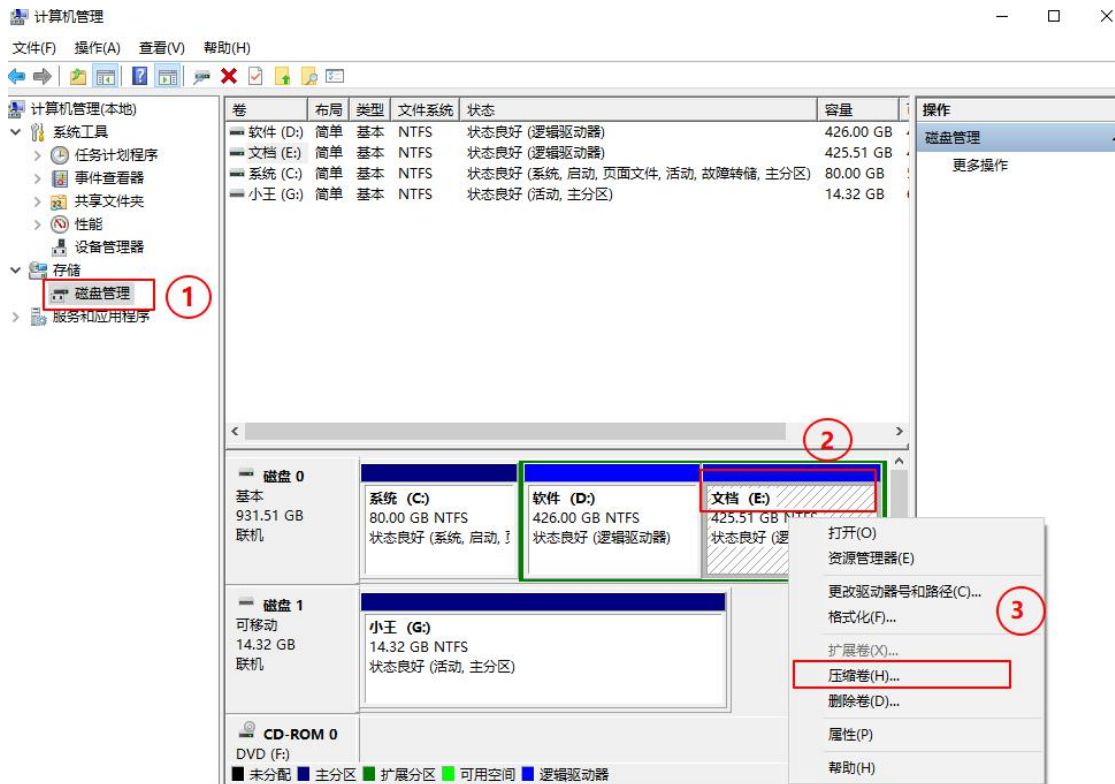 计算机管理
文件(F) 操作(A) 查看(V) 帮助(H)
计算机管理(本地)
系统工具
任务计划程序
事件查看器
共享文件夹
性能
设备管理器
存储
磁盘管理
①
服务和应用程序
卷 布局 类型 文件系统 状态 容量
软件 (D:) 简单 基本 NTFS 状态良好 (逻辑驱动器) 426.00 GB
文档 (E:) 简单 基本 NTFS 状态良好 (逻辑驱动器) 425.51 GB
系统 (C:) 简单 基本 NTFS 状态良好 (系统, 启动, 页面文件, 活动, 故障转储, 主分区) 80.00 GB
小王 (G:) 简单 基本 NTFS 状态良好 (活动, 主分区) 14.32 GB
操作
磁盘管理
更多操作
②
磁盘 0
基本
931.51 GB
联机
系统 (C:)
80.00 GB NTFS
状态良好 (系统, 启动,
软件 (D:)
426.00 GB NTFS
状态良好 (逻辑驱动器)
文档 (E:)
425.51 GB NTFS
状态良好 (逻
磁盘 1
可移动
14.32 GB
联机
小王 (G:)
14.32 GB NTFS
状态良好 (活动, 主分区)
CD-ROM 0
DVD (F:)
未分配 主分区 扩展分区 可用空间 逻辑驱动器
打开(O)
资源管理器(E)
更改驱动器号和路径(C)...
格式化(F)...
③
扩展卷(X)...
压缩卷(H)...
删除卷(D)...
属性(P)
帮助(H)